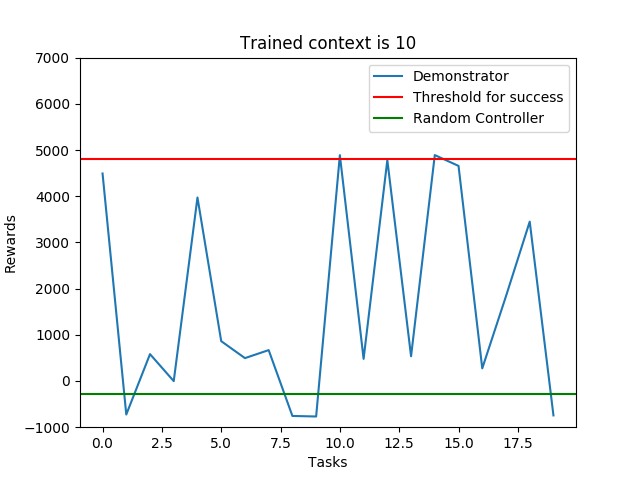 Trained context is 10
7000
6000
5000
4000
3000
2000
1000
0
−1000
Rewards
Demonstrator
Threshold for success
Random Controller
0.0 2.5 5.0 7.5 10.0 12.5 15.0 17.5
Tasks